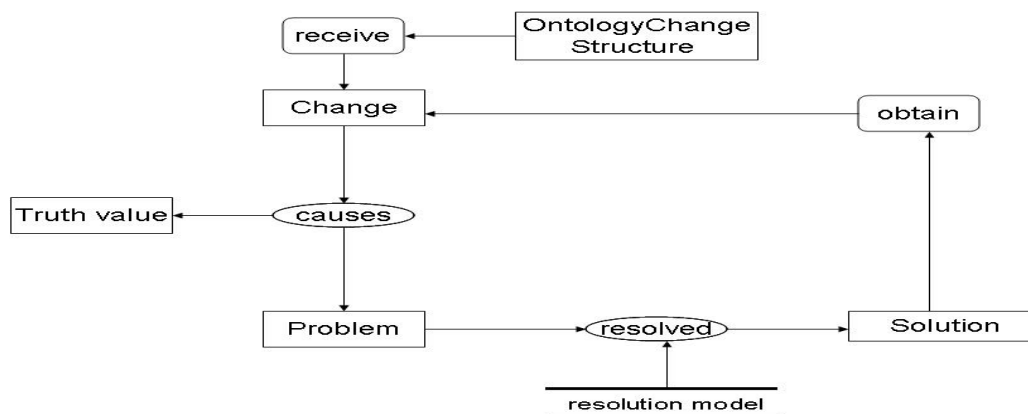 receive
OntologyChange
Structure
Change
obtain
Truth value
causes
Problem
resolved
Solution
resolution model